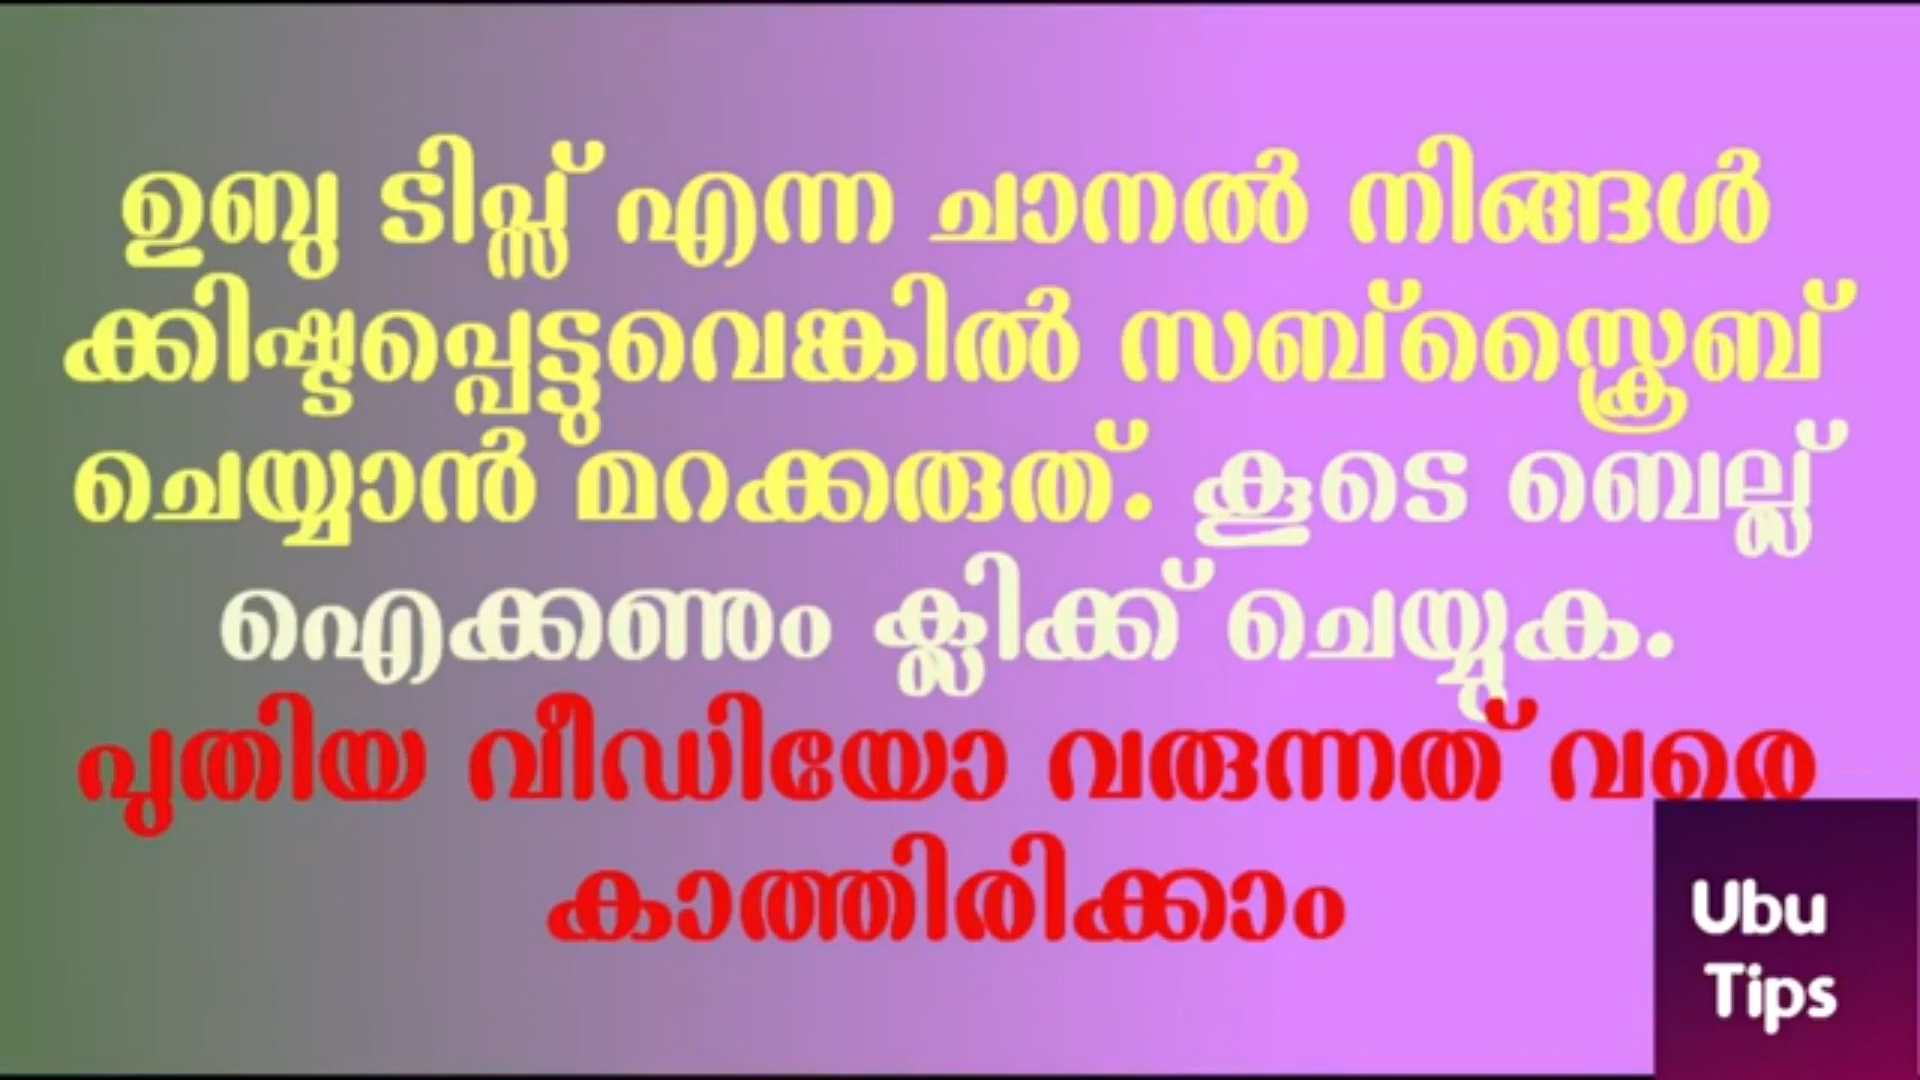 ഉബു ടിപ്സ് എന്ന ചാനൽ നിങ്ങൾ
ക്കിഷ്ടപ്പെട്ടുവെങ്കിൽ സബ്സ്ക്രൈബ്
ചെയ്യാൻ മറക്കരുത്. കൂടെ ബെല്ല്
ഐക്കണും ക്ലിക്ക് ചെയ്യുക.
പുതിയ വീഡിയോ വരുന്നത് വരെ
കാത്തിരിക്കാം
Ubu
Tips